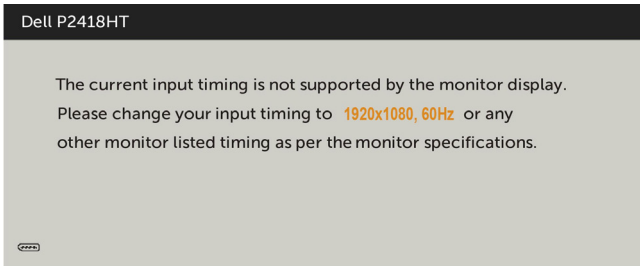 Dell P2418HT
The current input timing is not supported by the monitor display.
Please change your input timing to 1920x1080, 60Hz or any
other monitor listed timing as per the monitor specifications.